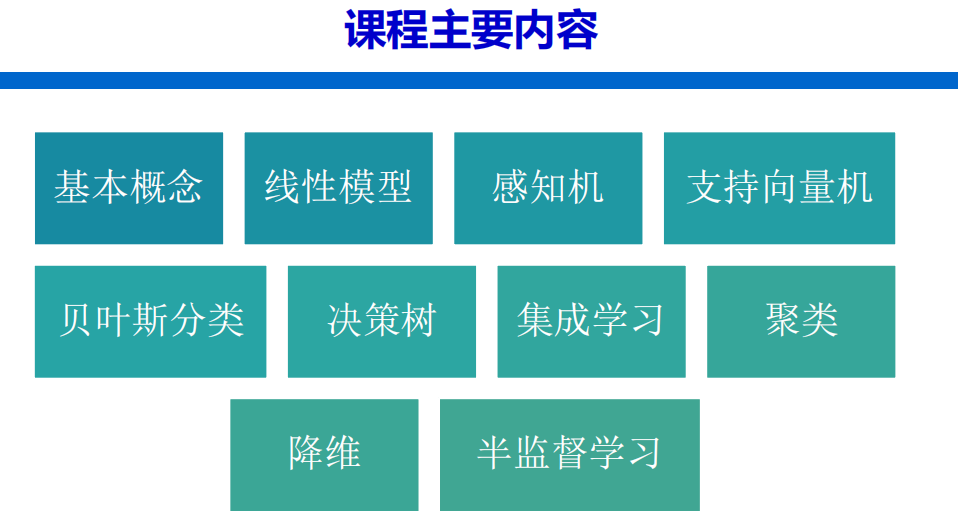 课程主要内容
基本概念
线性模型
感知机
支持向量机
贝叶斯分类
决策树
集成学习
聚类
降维
半监督学习